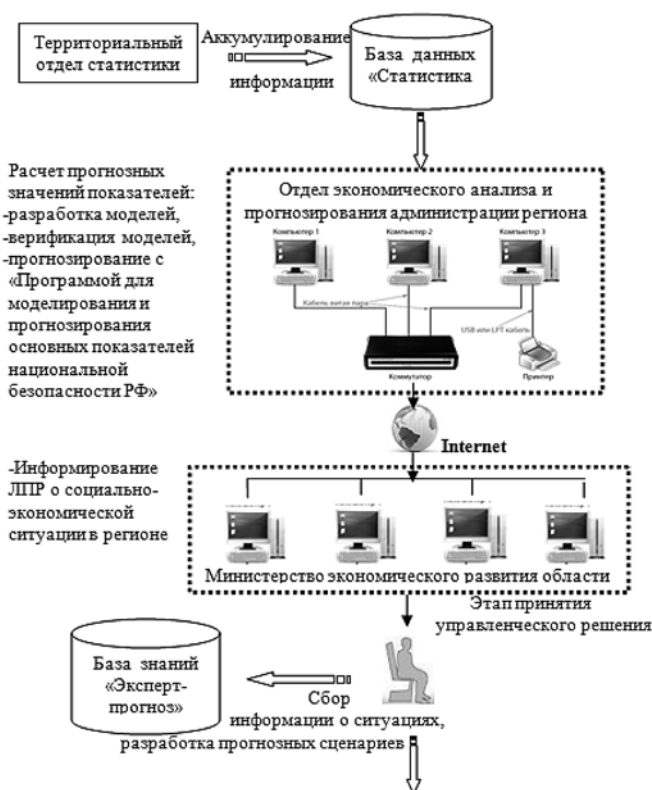 Территориальный
отдел статистики
Аккумулирование
информации
База данных
«Статистика
Расчет прогнозных
значений показателей:
-разработка моделей,
-верификация моделей,
-прогнозирование с
«Программой для
моделирования и
прогнозирования
основных показателей
национальной
безопасности РФ»
Отдел экономического анализа и
прогнозирования администрации региона
Компьютер 1
Компьютер 2
Компьютер 3
Кабель витая пара
USB или LPT кабель
Коммутатор
Принтер
Internet
-Информирование
ЛПР о социально-
экономической
ситуации в регионе
Министерство экономического развития области
Этап принятия
управленческого решения
База знаний
«Эксперт-
прогноз»
Сбор
информации о ситуациях,
разработка прогнозных сценариев